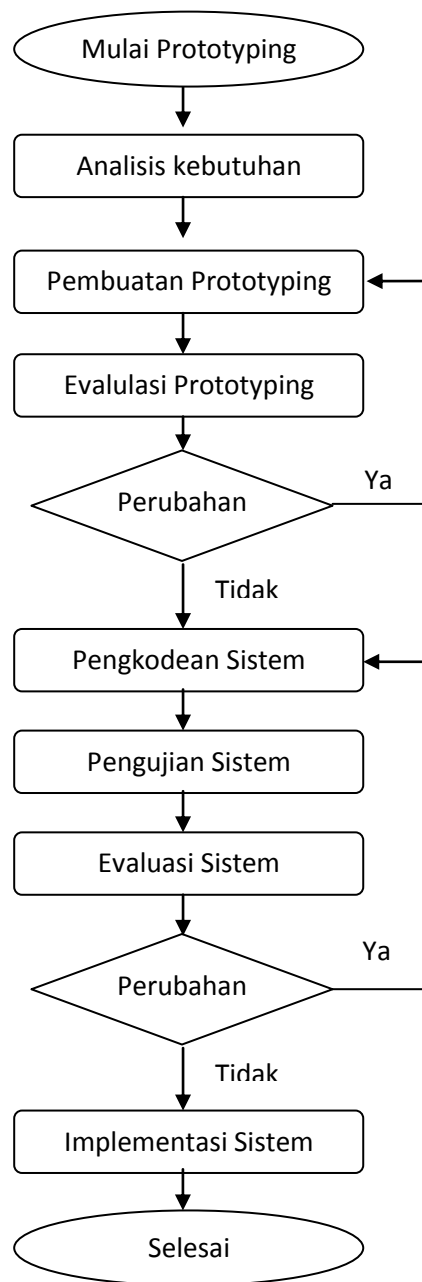 Mulai Prototyping
Analisis kebutuhan
Pembuatan Prototyping
Evalulasi Prototyping
Perubahan
Ya
Tidak
Pengkodean Sistem
Pengujian Sistem
Evaluasi Sistem
Perubahan
Ya
Tidak
Implementasi Sistem
Selesai